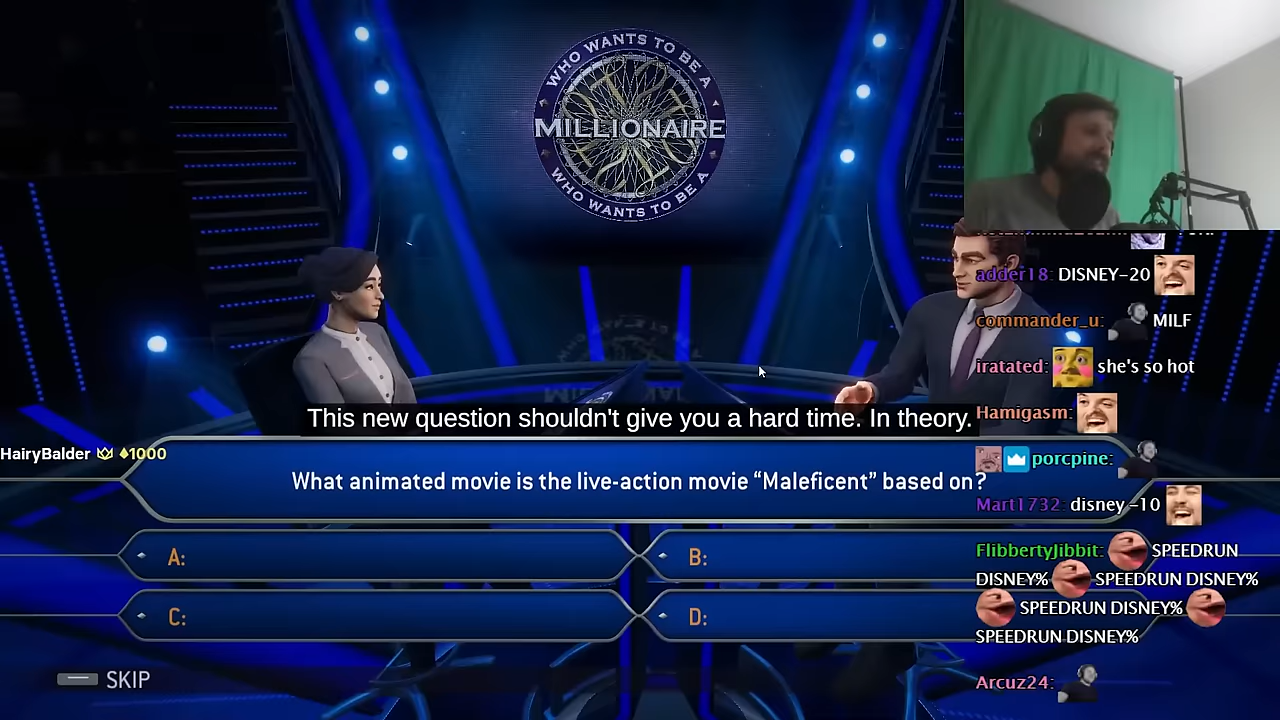 WHO WANTS TO BE A
MILLIONAIRE
WHO WANTS TO BE A
adder18: DISNEY-20
commander_u: MILF
iratated: she's so hot
Hamigasm:
porcpine:
Mart1732: disney -10
FlibbertyJibbit: SPEEDRUN
DISNEY% SPEEDRUN DISNEY%
SPEEDRUN DISNEY%
SPEEDRUN DISNEY%
Arcuz24:
This new question shouldn't give you a hard time. In theory.
HairyBalder 1000
What animated movie is the live-action movie “Maleficent” based on?
A:
B:
C:
D:
SKIP